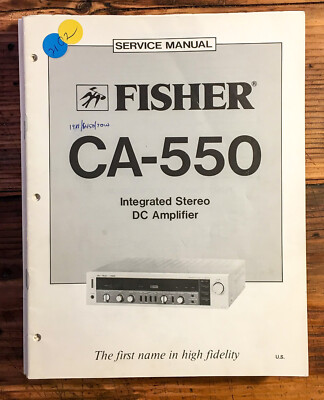 SERVICE MANUAL
FISHER®
CA-550
Integrated Stereo
DC Amplifier
The first name in high fidelity
U.S.